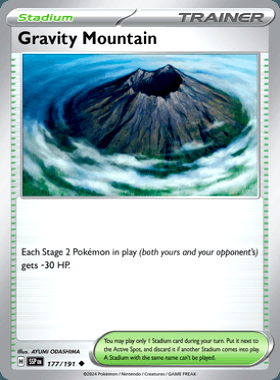 Stadium
TRAINER
Gravity Mountain
Each Stage 2 Pokémon in play (both yours and your opponent's)
gets -30 HP.
Illus. AYUMI ODASHIMA
H SSP EN 177/191
You may play only 1 Stadium card during your turn. Put it next to
the Active Spot, and discard it if another Stadium comes into play.
A Stadium with the same name can't be played.
©2024 Pokémon / Nintendo / Creatures / GAME FREAK